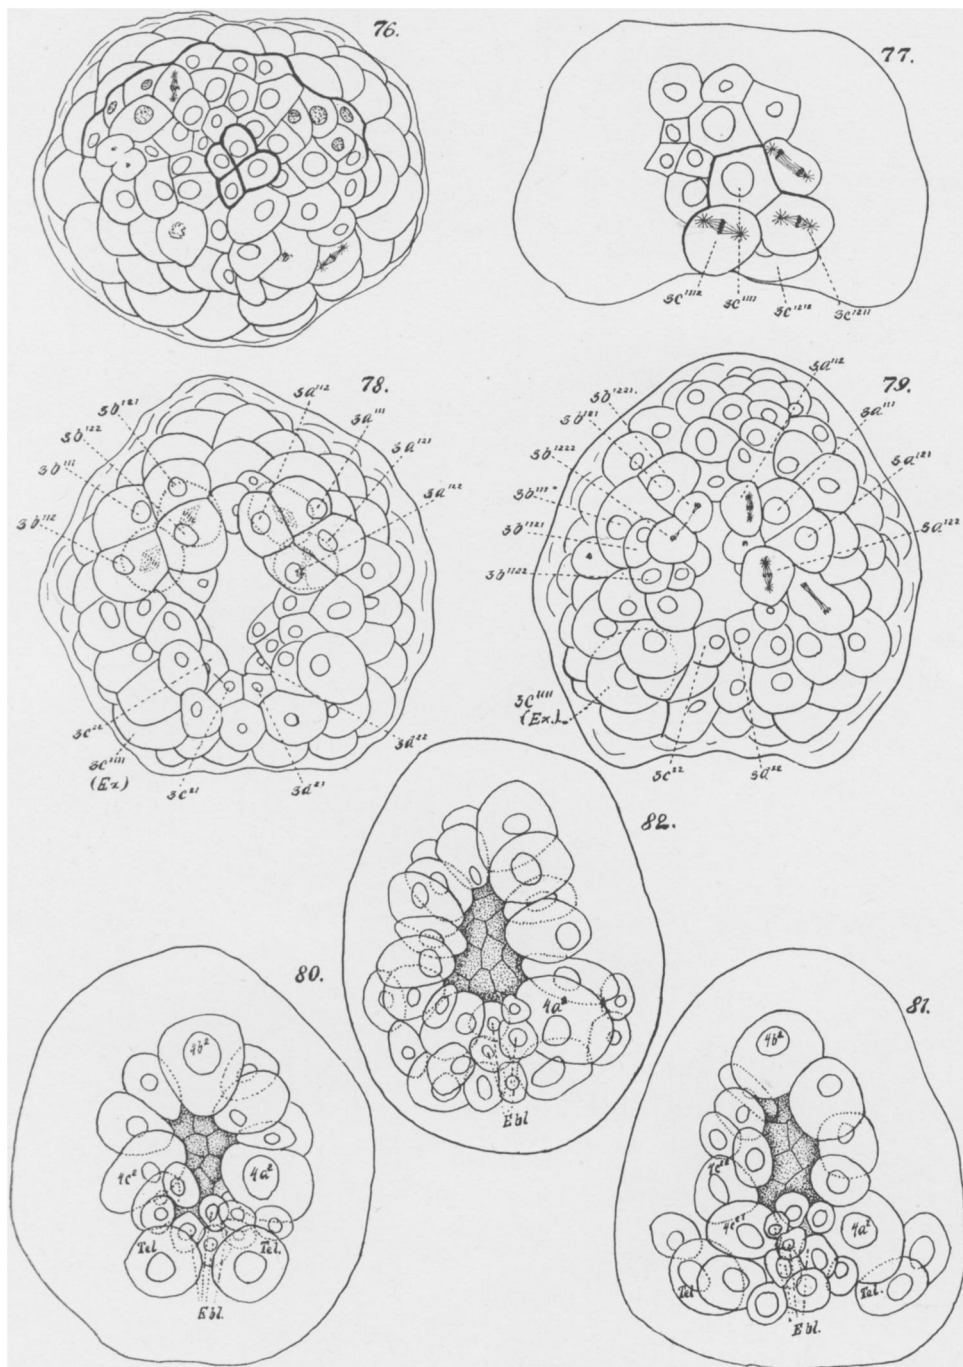 76.
77.
3c¹¹¹²
3c¹¹¹¹
3c¹²¹²
3c¹²¹¹
78.
3b¹²¹
3b¹²²
3b¹¹¹
3b¹¹²
3a¹¹²
3a¹¹¹
3a¹²¹
3a¹²²
3c²²
3c¹¹¹¹
(Ex)
3c²¹
3d²¹
3d²²
79.
3b¹²²¹
3b¹²¹
3b¹²²²
3b¹¹¹
3b¹¹²¹
3b¹¹²²
3a¹¹²
3a¹¹¹
3a¹²¹
3a¹²²
3c¹¹¹¹
(Ex.)
3c²²
3d²²
82.
4a²
Ebl
80.
4b²
4c²
4a²
Tel
Tel.
Ebl.
81.
4b²
4c²²
4c²¹
4a²
Tel
Tel.
Ebl.